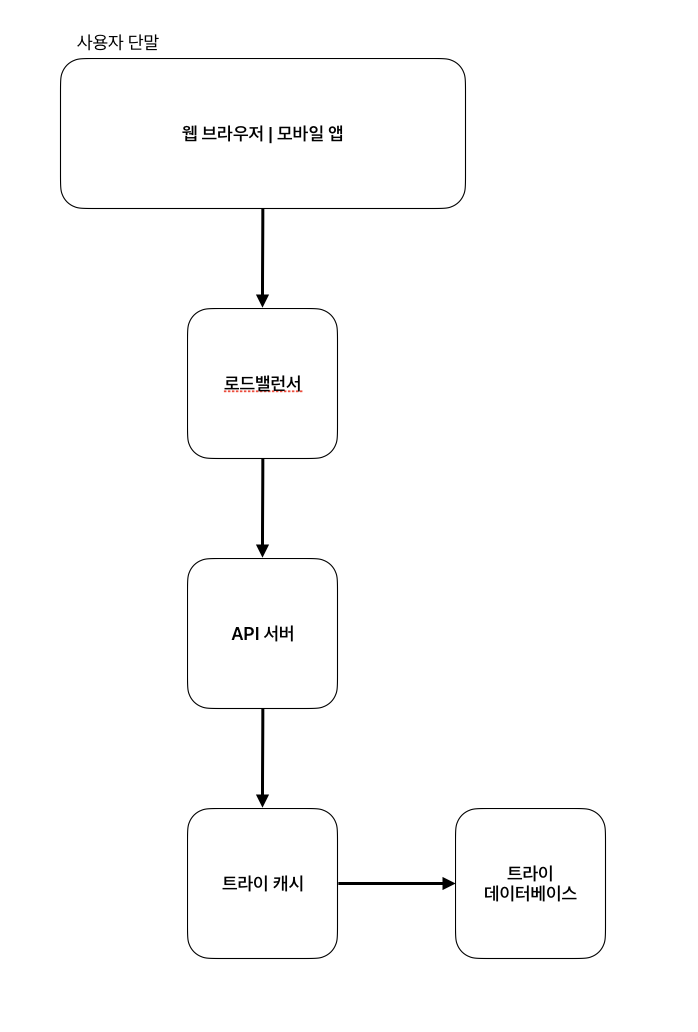 사용자 단말
웹 브라우저 | 모바일 앱
로드밸런서
API 서버
트라이 캐시
트라이
데이터베이스